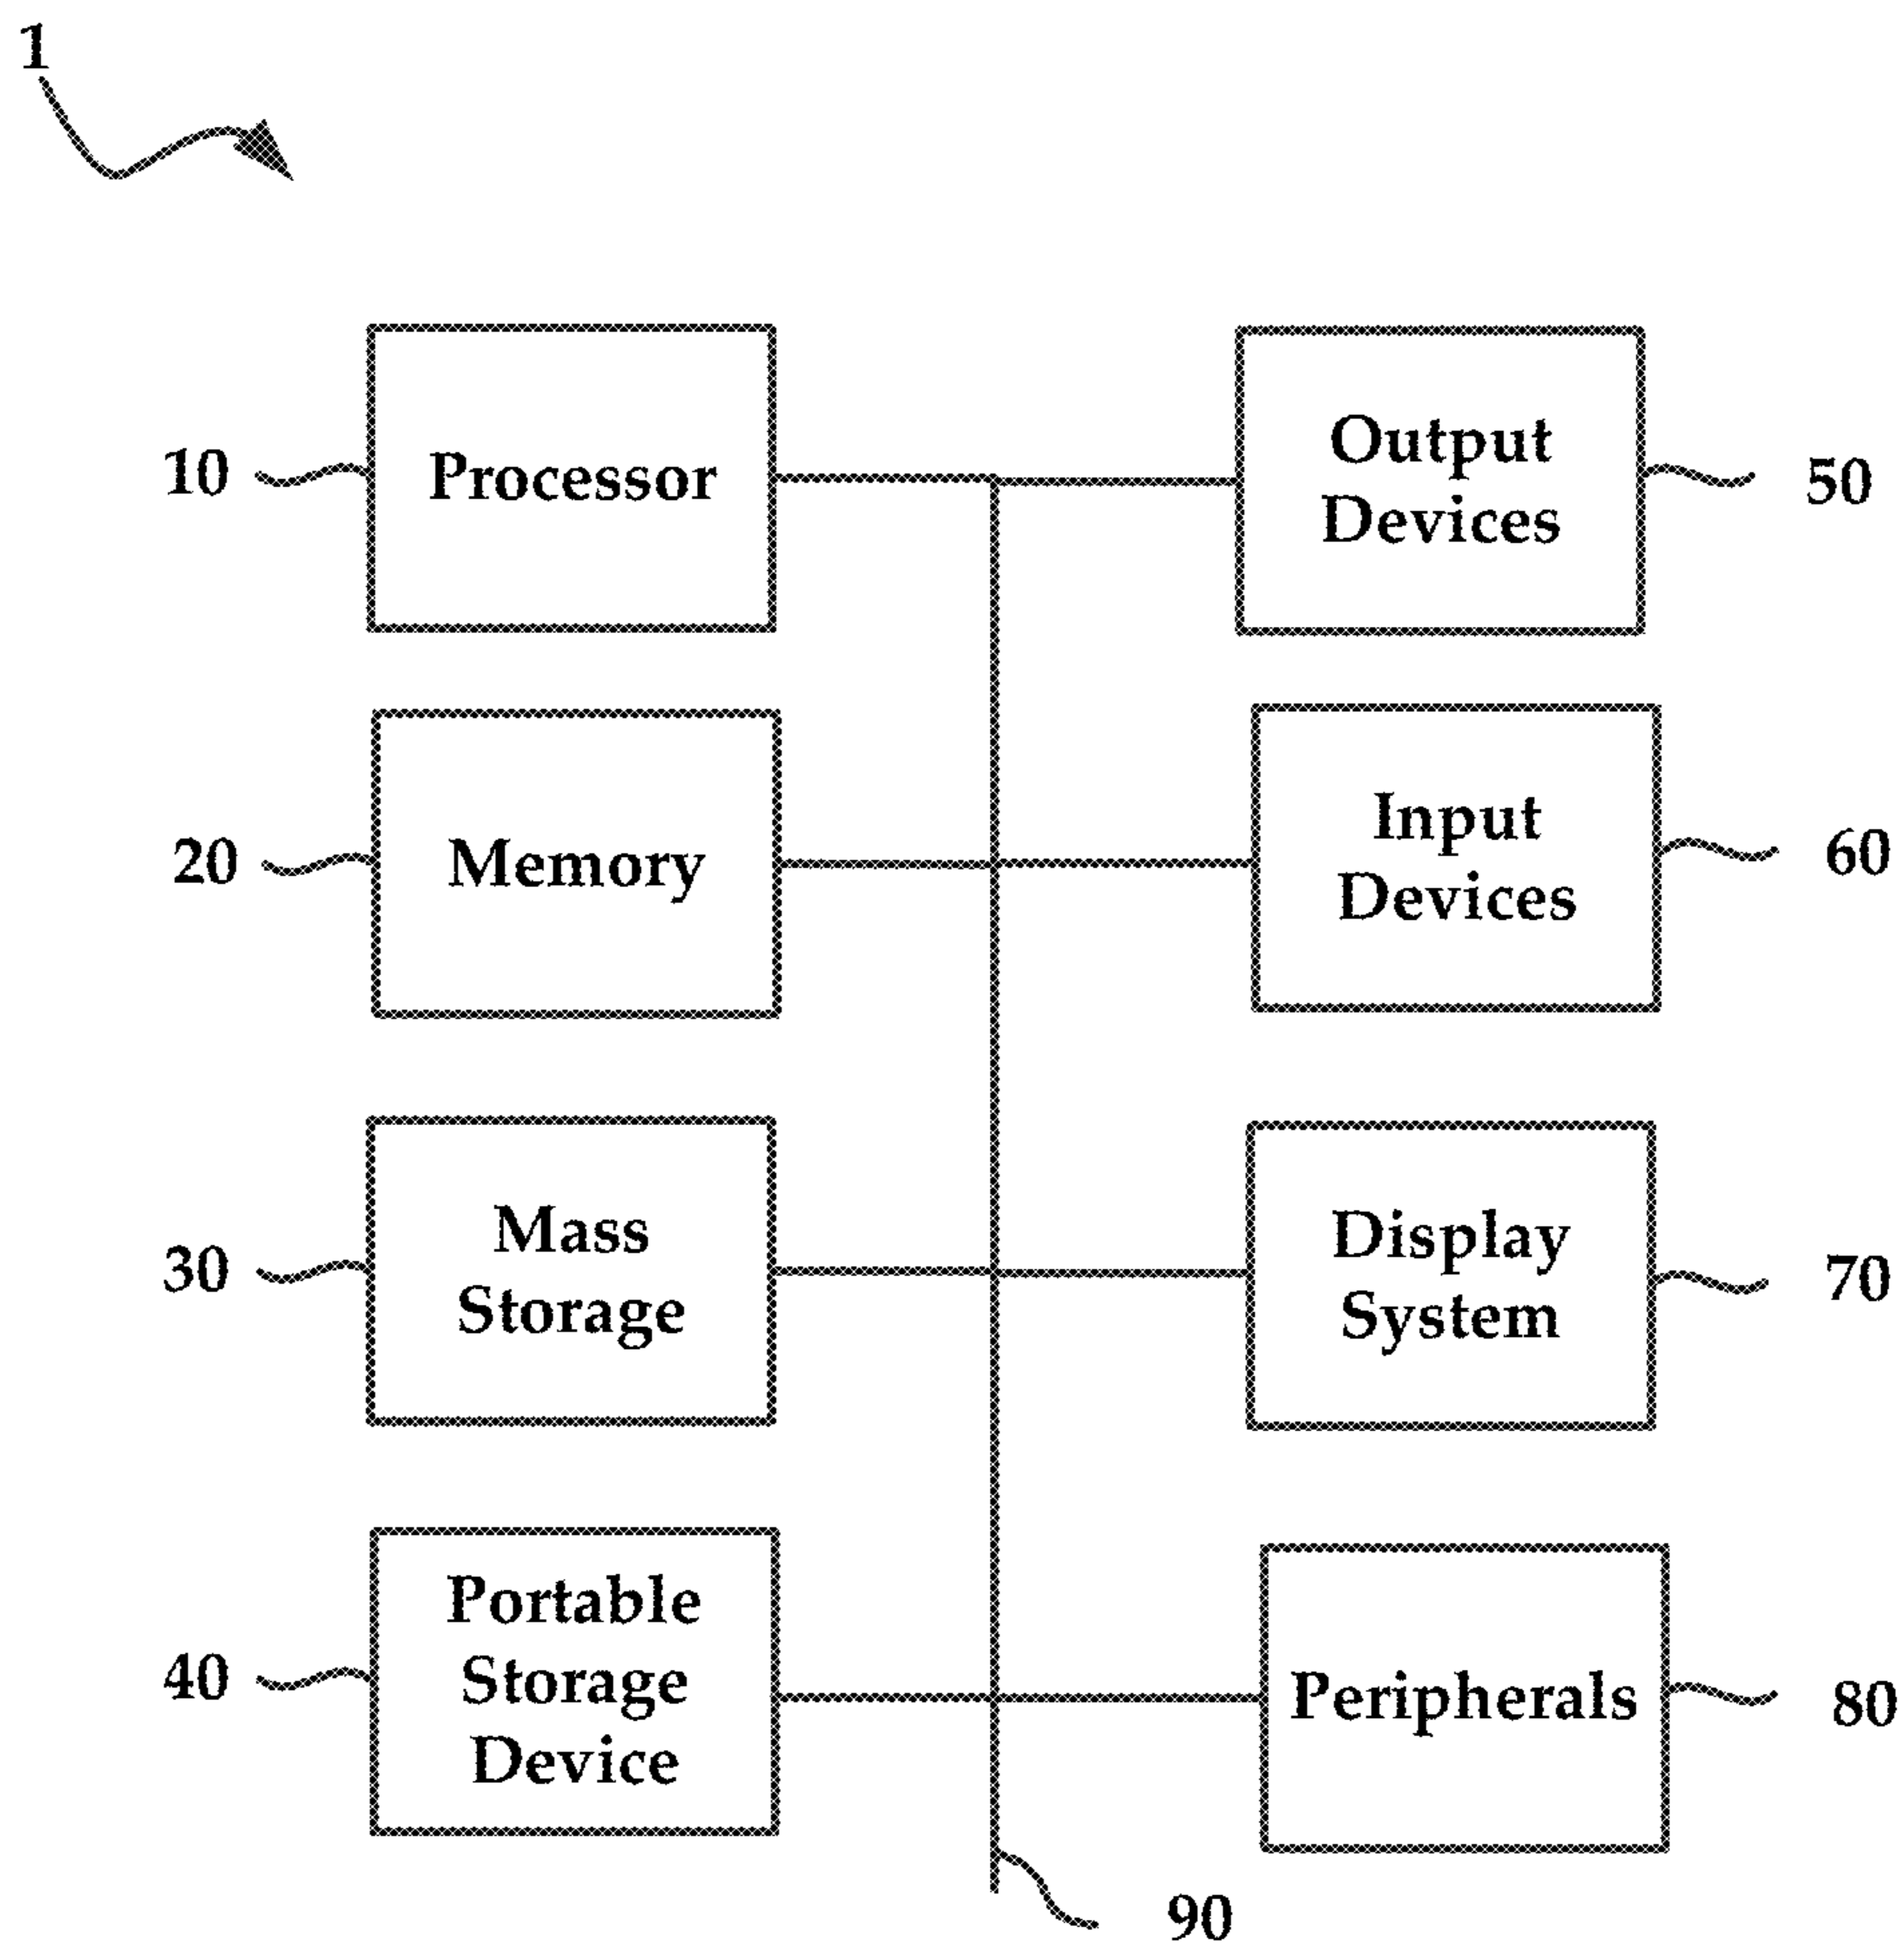 1
10
Processor
Output
Devices
50
20
Memory
Input
Devices
60
30
Mass
Storage
Display
System
70
40
Portable
Storage
Device
Peripherals
80
90